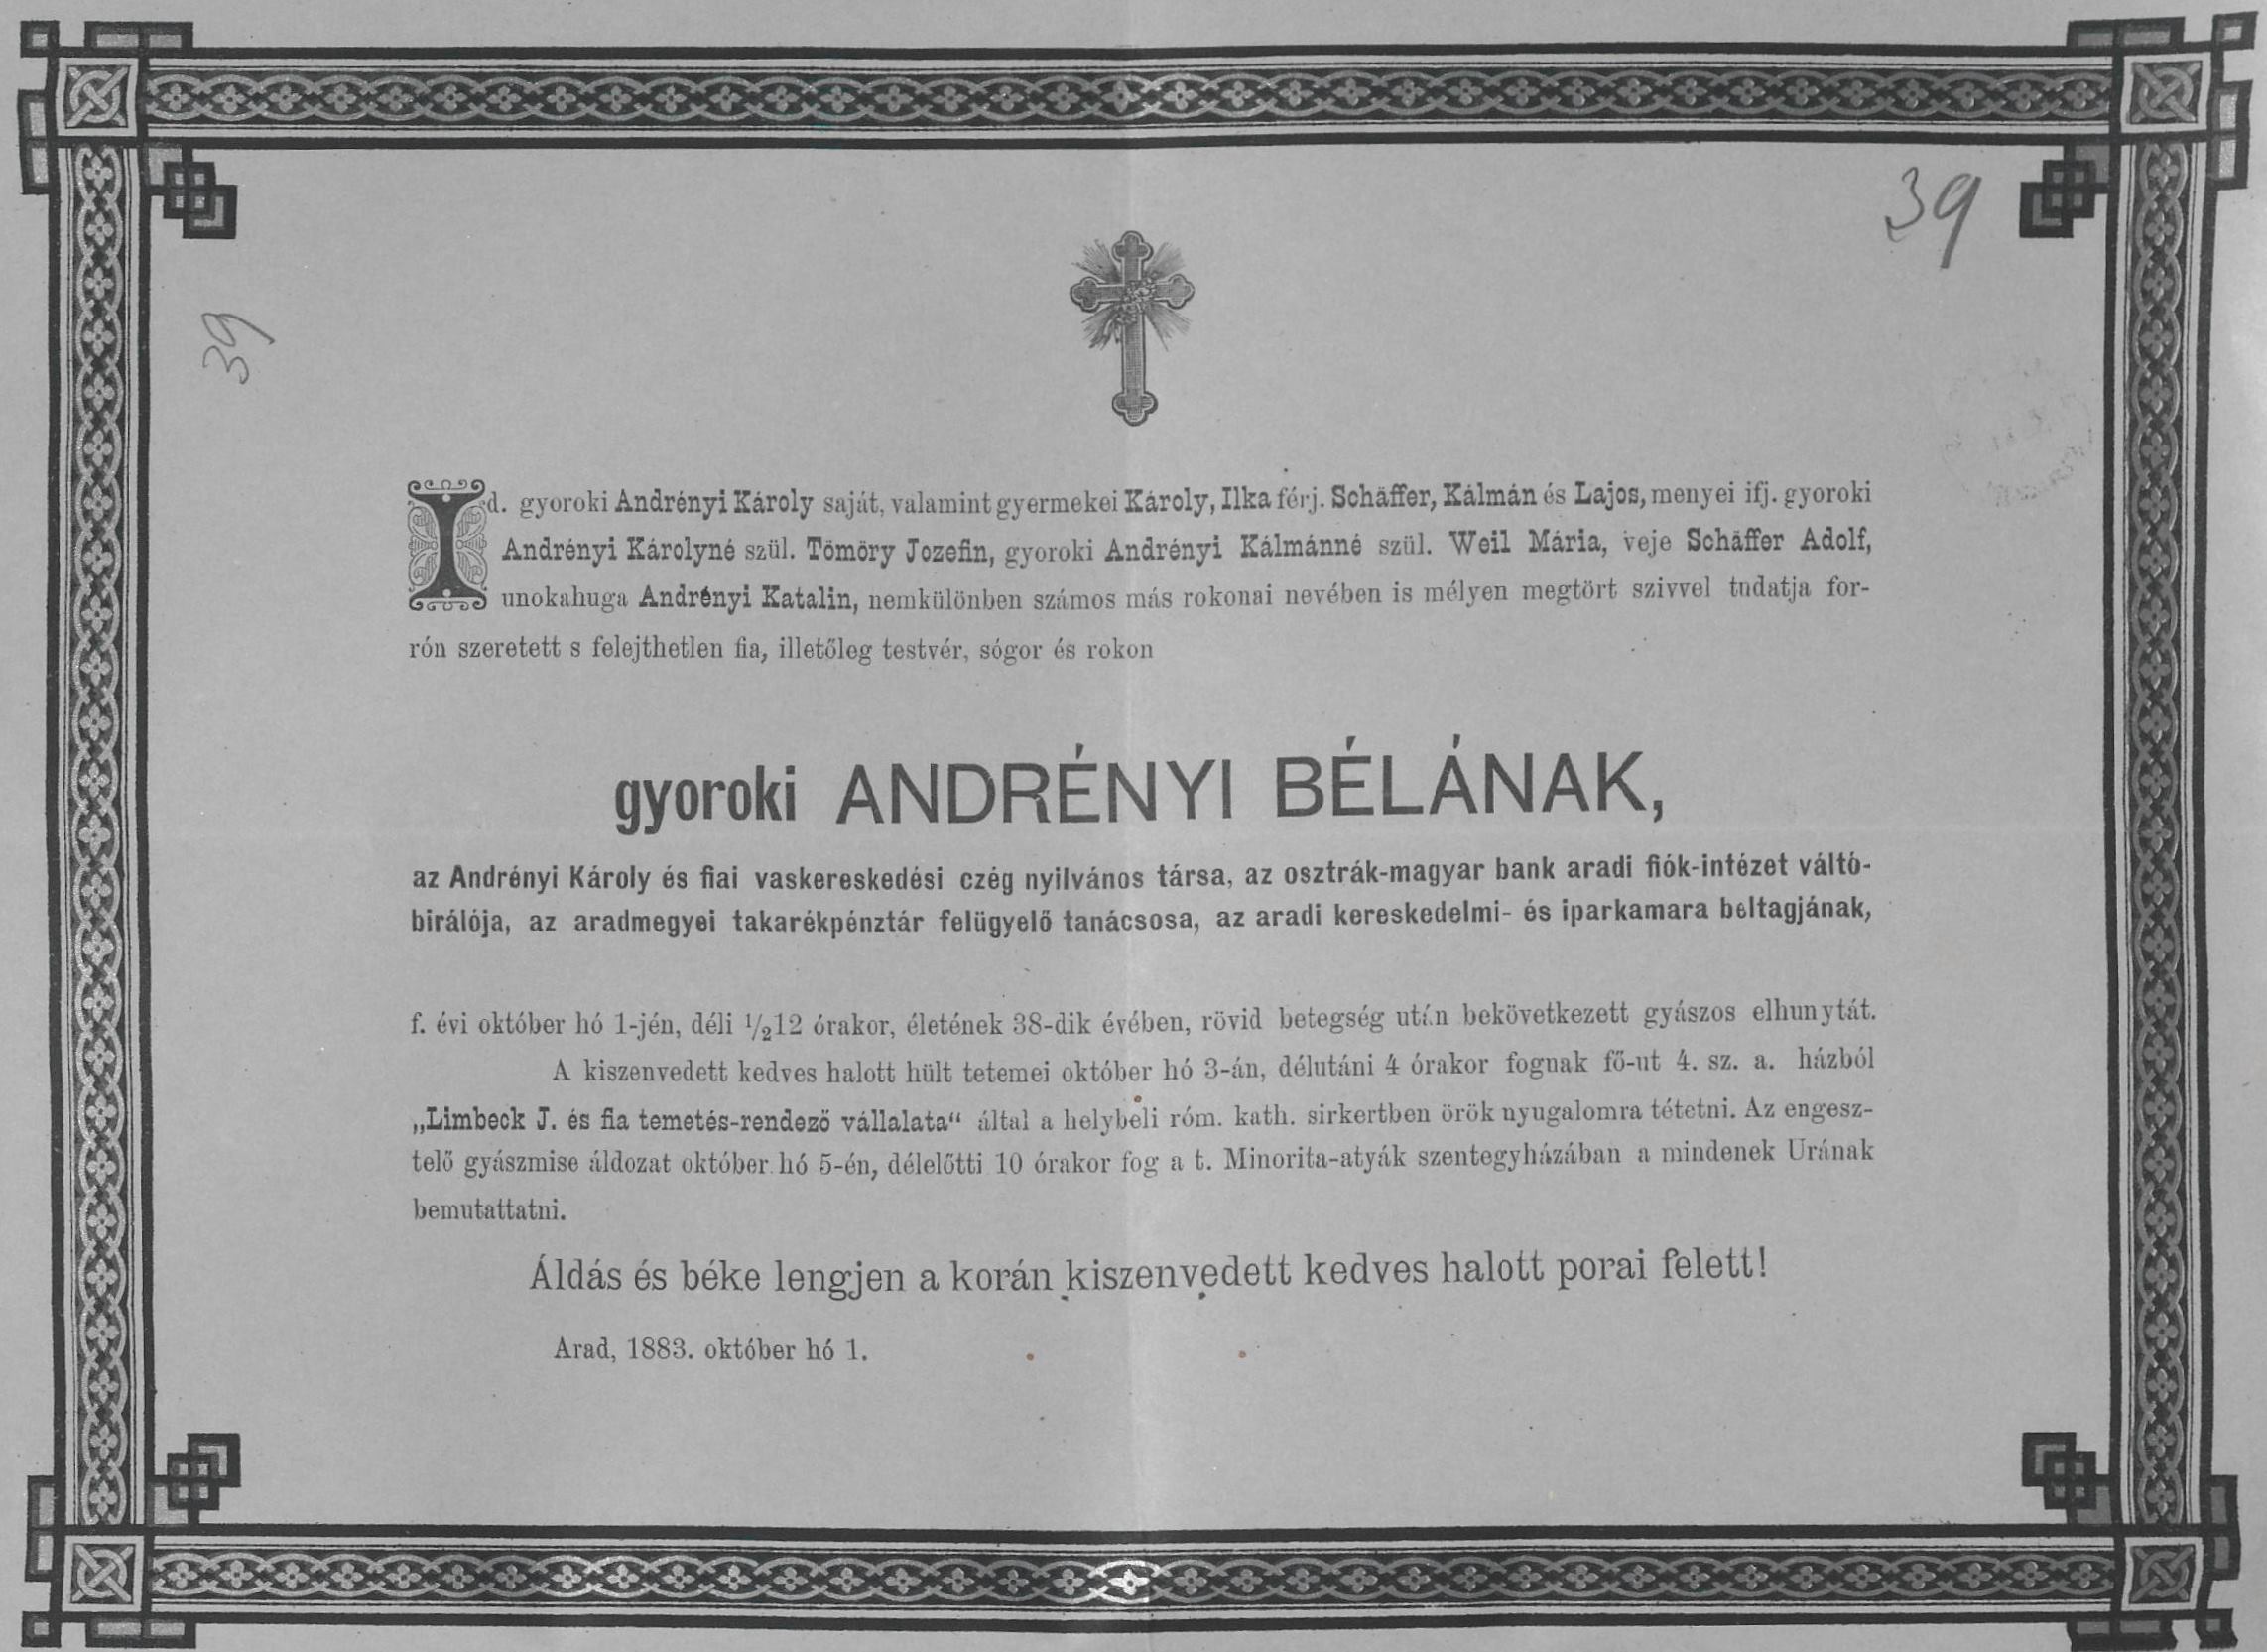 39
39
Id. gyoroki Andrényi Károly saját, valamint gyermekei Károly, Ilka férj. Schäffer, Kálmán és Lajos, menyei ifj. gyoroki
Andrényi Károlyné szül. Tömöry Jozefin, gyoroki Andrényi Kálmánné szül. Weil Mária, veje Schäffer Adolf,
unokahuga Andrényi Katalin, nemkülönben számos más rokonai nevében is mélyen megtört szivvel tudatja for-
rón szeretett s felejthetlen fia, illetőleg testvér, sógor és rokon
gyoroki ANDRÉNYI BÉLÁNAK,
az Andrényi Károly és fiai vaskereskedési czég nyilvános társa, az osztrák-magyar bank aradi fiók-intézet váltó-
birálója, az aradmegyei takarékpénztár felügyelő tanácsosa, az aradi kereskedelmi- és iparkamara beltagjának,
f. évi október hó 1-jén, déli 1/212 órakor, életének 38-dik évében, rövid betegség után bekövetkezett gyászos elhunytát.
A kiszenvedett kedves halott hült tetemei október hó 3-án, délutáni 4 órakor fognak fő-ut 4. sz. a. házból
„Limbeck J. és fia temetés-rendező vállalata“ által a helybeli róm. kath. sirkertben örök nyugalomra tétetni. Az engesz-
telő gyászmise áldozat október hó 5-én, délelőtti 10 órakor fog a t. Minorita-atyák szentegyházában a mindenek Urának
bemutattatni.
Áldás és béke lengjen a korán kiszenvedett kedves halott porai felett!
Arad, 1883. október hó 1.